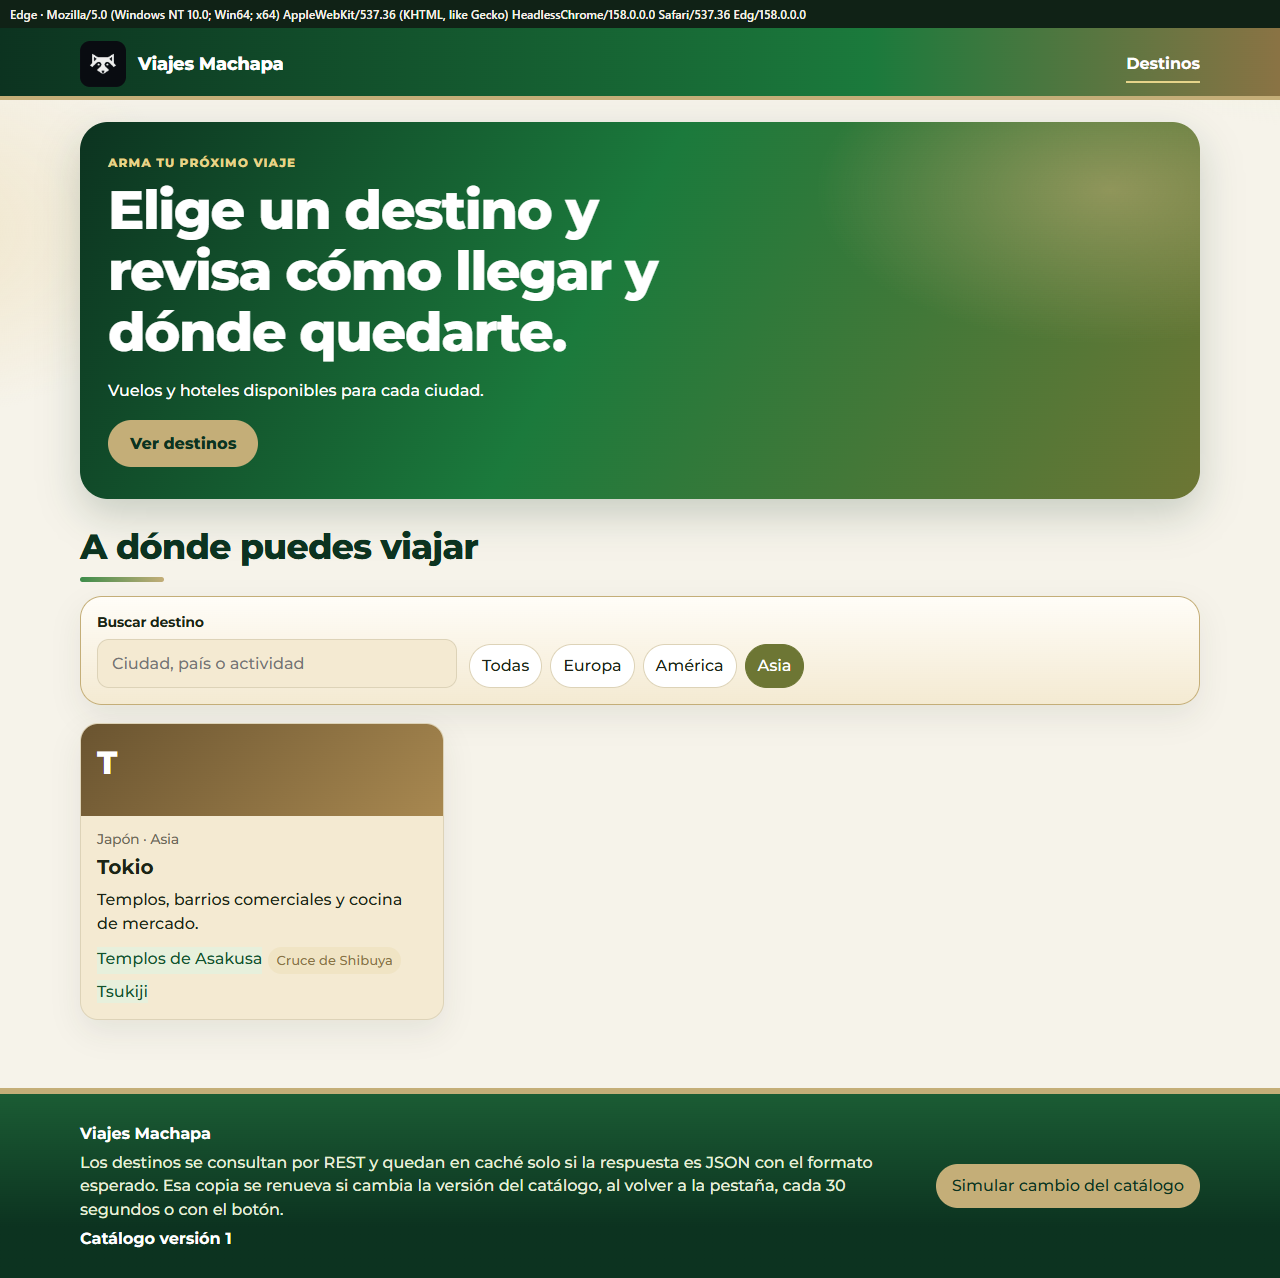 Edge · Mozilla/5.0 (Windows NT 10.0; Win64; x64) AppleWebKit/537.36 (KHTML, like Gecko) HeadlessChrome/158.0.0.0 Safari/537.36 Edg/158.0.0.0
Viajes Machapa
Destinos
ARMA TU PRÓXIMO VIAJE
Elige un destino y
revisa cómo llegar y
dónde quedarte.
Vuelos y hoteles disponibles para cada ciudad.
Ver destinos
A dónde puedes viajar
Buscar destino
Ciudad, país o actividad
Todas
Europa
América
Asia
T
Japón · Asia
Tokio
Templos, barrios comerciales y cocina
de mercado.
Templos de Asakusa
Cruce de Shibuya
Tsukiji
Viajes Machapa
Los destinos se consultan por REST y quedan en caché solo si la respuesta es JSON con el formato
esperado. Esa copia se renueva si cambia la versión del catálogo, al volver a la pestaña, cada 30
segundos o con el botón.
Catálogo versión 1
Simular cambio del catálogo